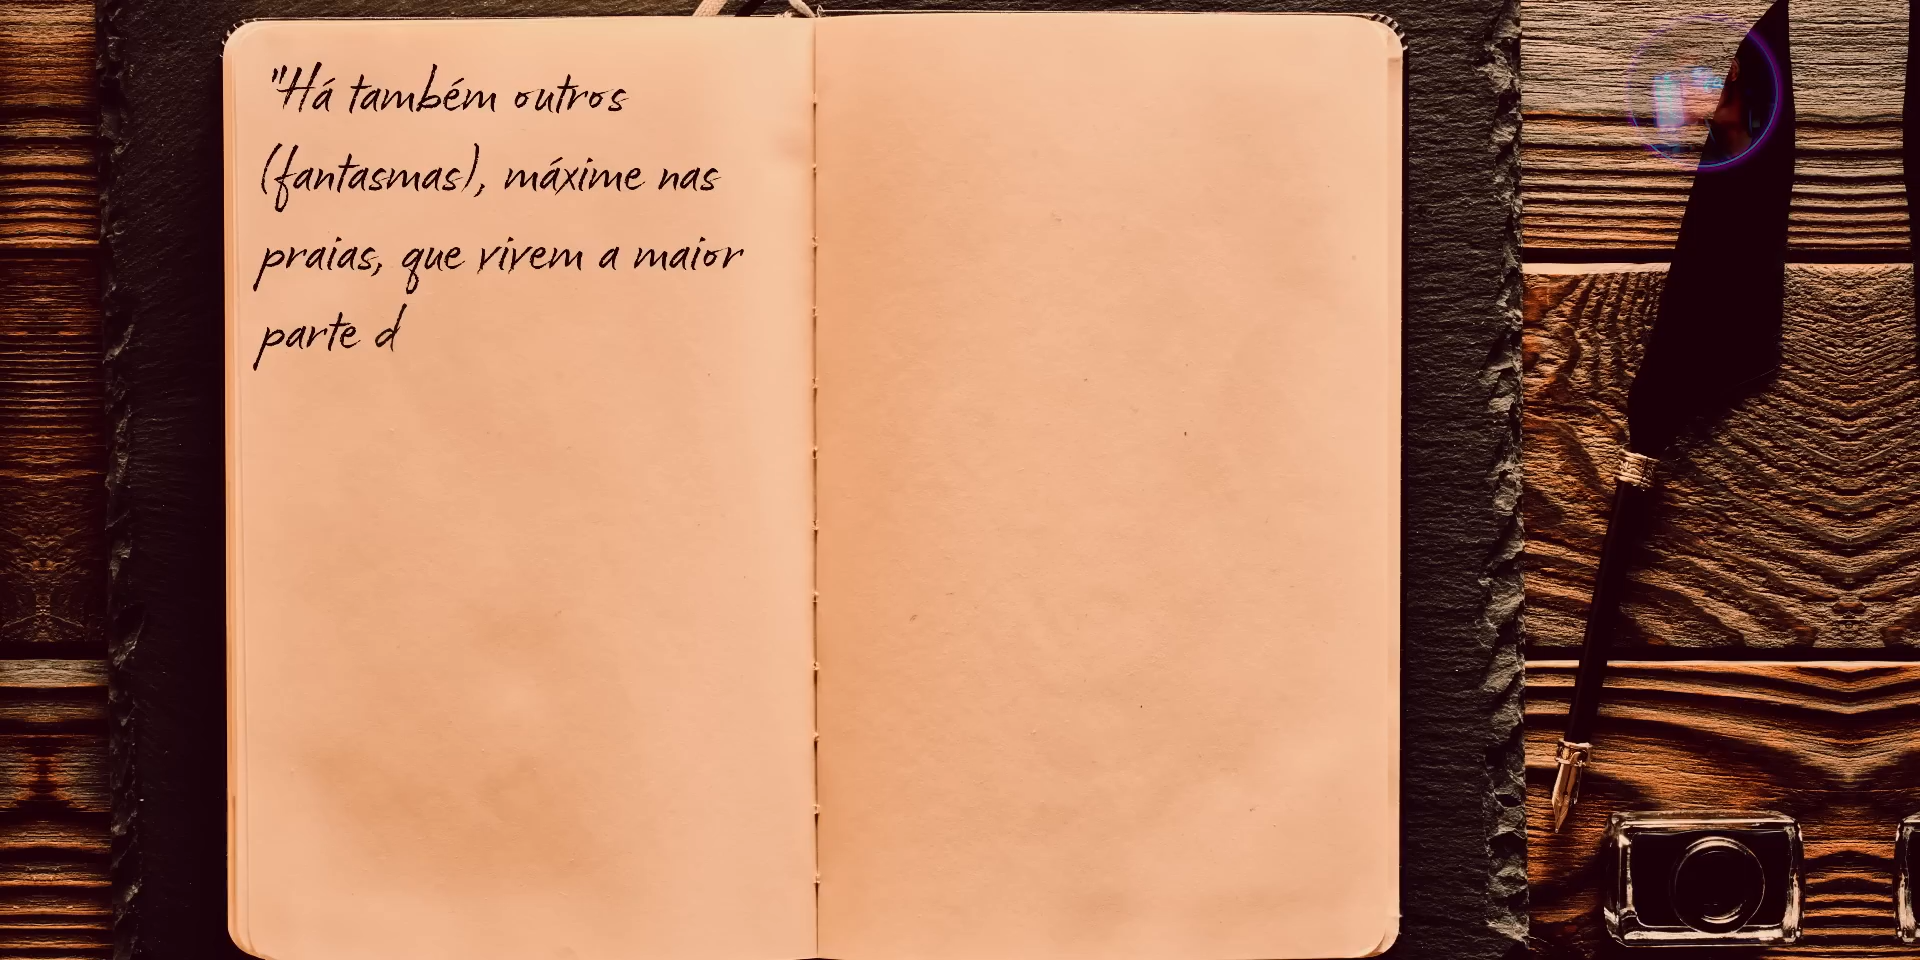 "Há também outros
(fantasmas), máxime nas
praias, que vivem a maior
parte d